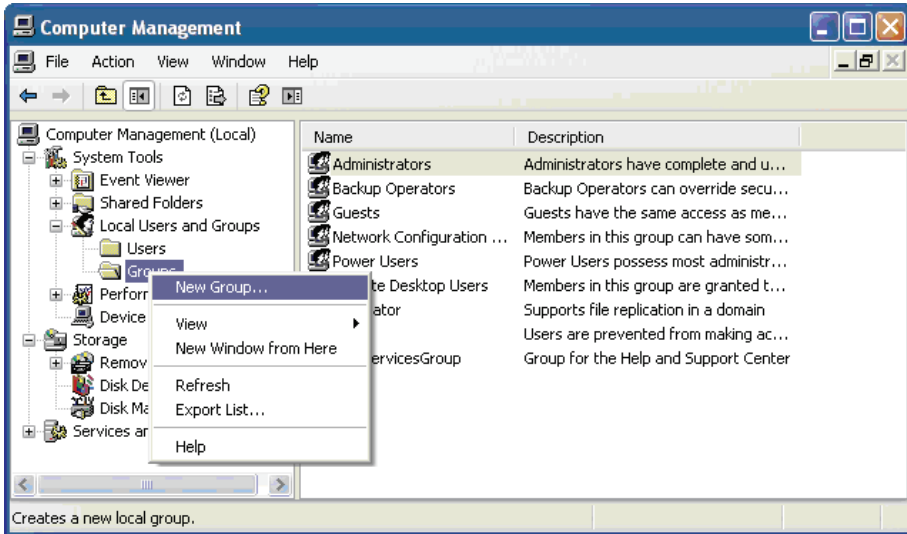 Computer Management
File Action View Window Help
Computer Management (Local)
System Tools
Event Viewer
Shared Folders
Local Users and Groups
Users
Groups
Perforr
Device
Storage
Remov
Disk De
Disk Ma
Services ar
New Group...
View
New Window from Here
Refresh
Export List...
Help
Name Description
Administrators Administrators have complete and u...
Backup Operators Backup Operators can override secu...
Guests Guests have the same access as me...
Network Configuration ... Members in this group can have som...
Power Users Power Users possess most administr...
te Desktop Users Members in this group are granted t...
ator Supports file replication in a domain
Users are prevented from making ac...
ervicesGroup Group for the Help and Support Center
Creates a new local group.